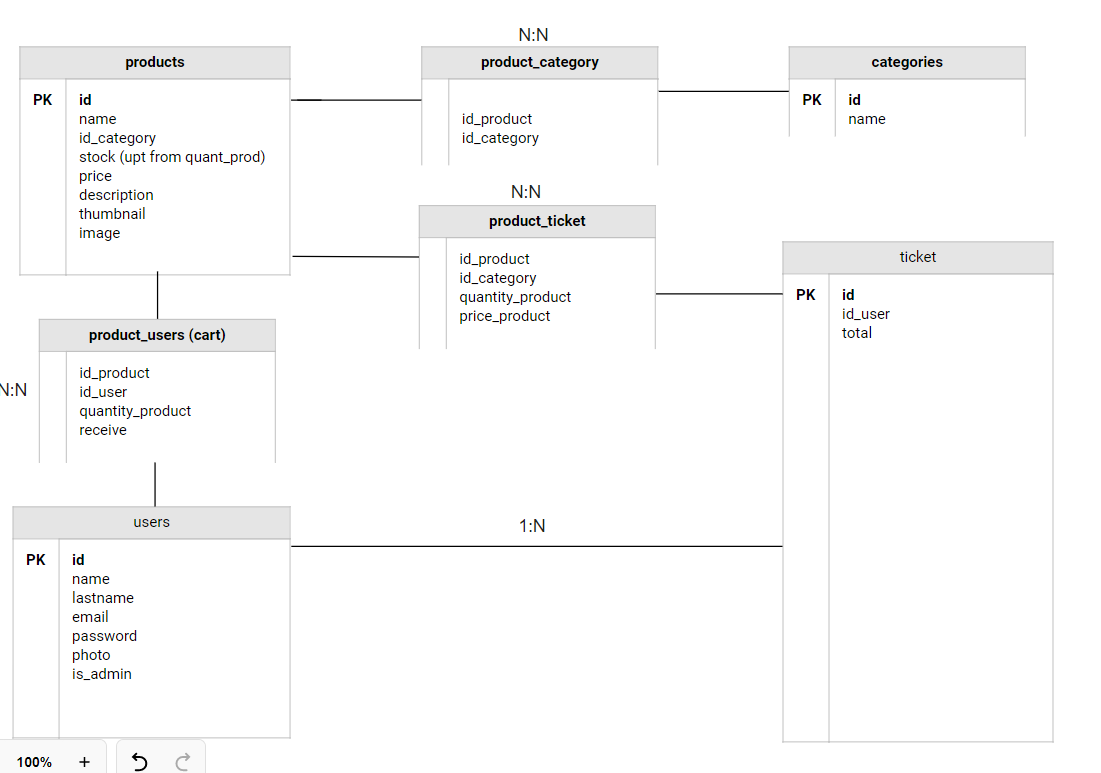 N:N
products
PK
id
name
id_category
stock (upt from quant_prod)
price
description
thumbnail
image
product_category
id_product
id_category
categories
PK
id
name
N:N
product_ticket
id_product
id_category
quantity_product
price_product
ticket
PK
id
id_user
total
product_users (cart)
N:N
id_product
id_user
quantity_product
receive
users
PK
id
name
lastname
email
password
photo
is_admin
1:N
100%
+